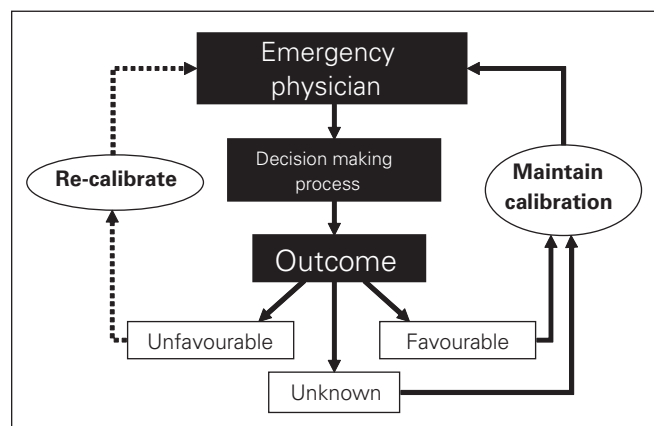 Emergency
physician
Decision making
process
Re-calibrate
Maintain
calibration
Outcome
Unfavourable
Favourable
Unknown